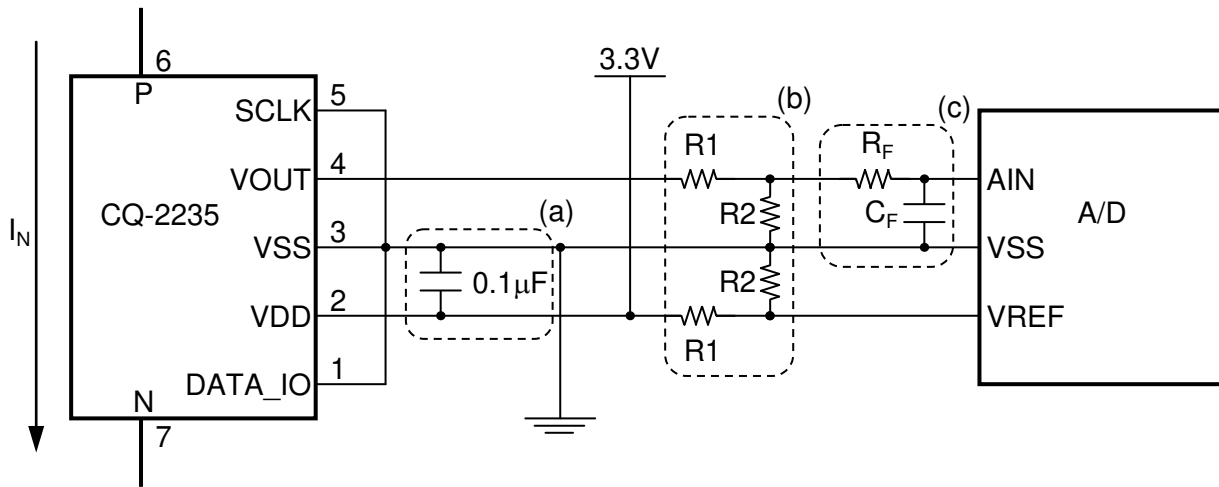 6
P
3.3V
SCLK 5
(b)
(c)
R1
RF
VOUT 4
AIN
CQ-2235
(a)
R2
CF
A/D
IN
VSS 3
VSS
0.1μF
R2
VDD 2
VREF
R1
DATA_IO 1
N
7